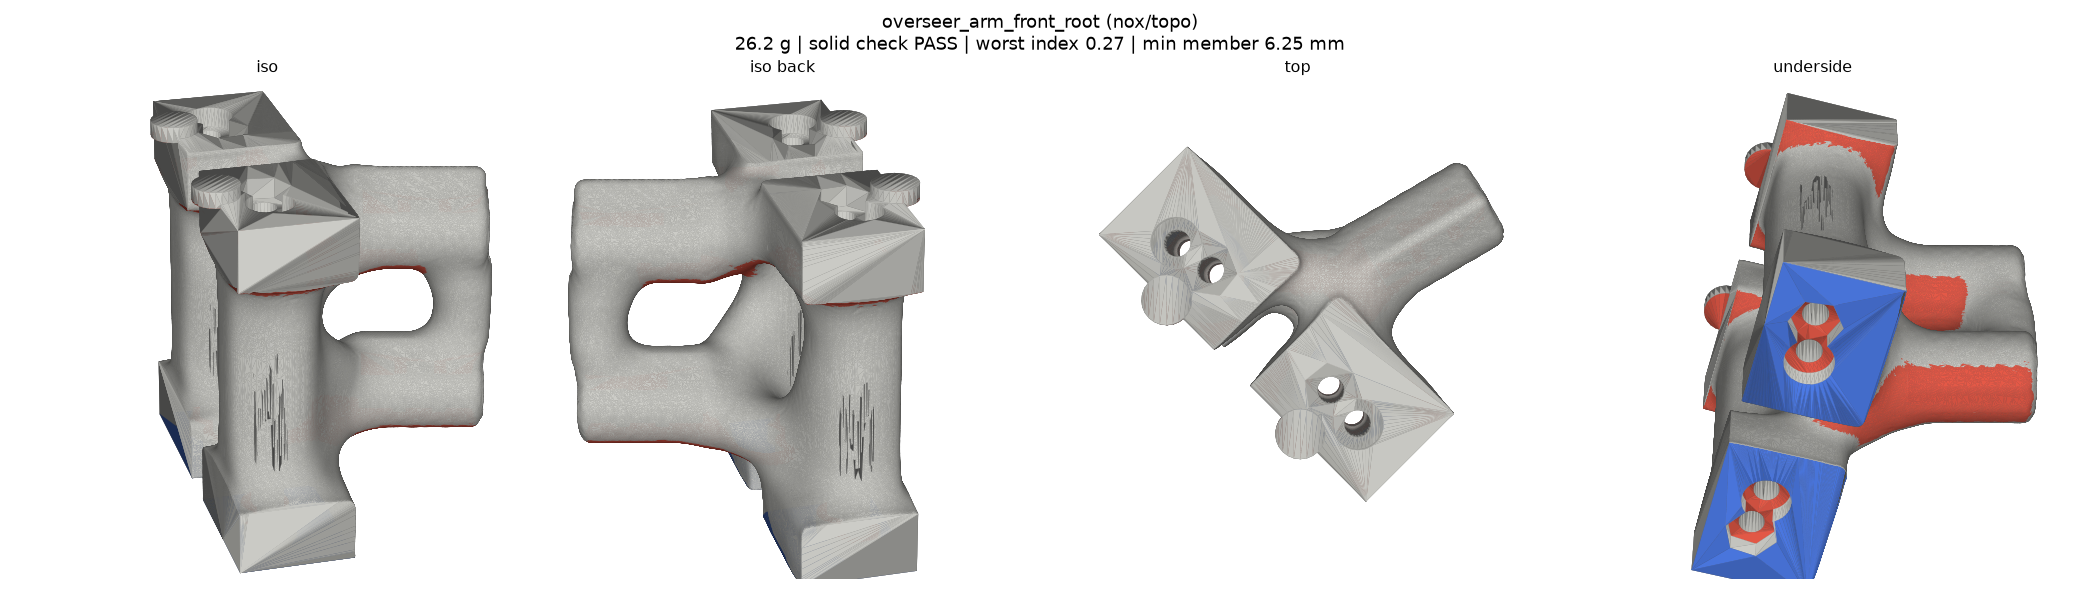 overseer_arm_front_root (nox/topo)
26.2 g | solid check PASS | worst index 0.27 | min member 6.25 mm
iso
iso back
top
underside